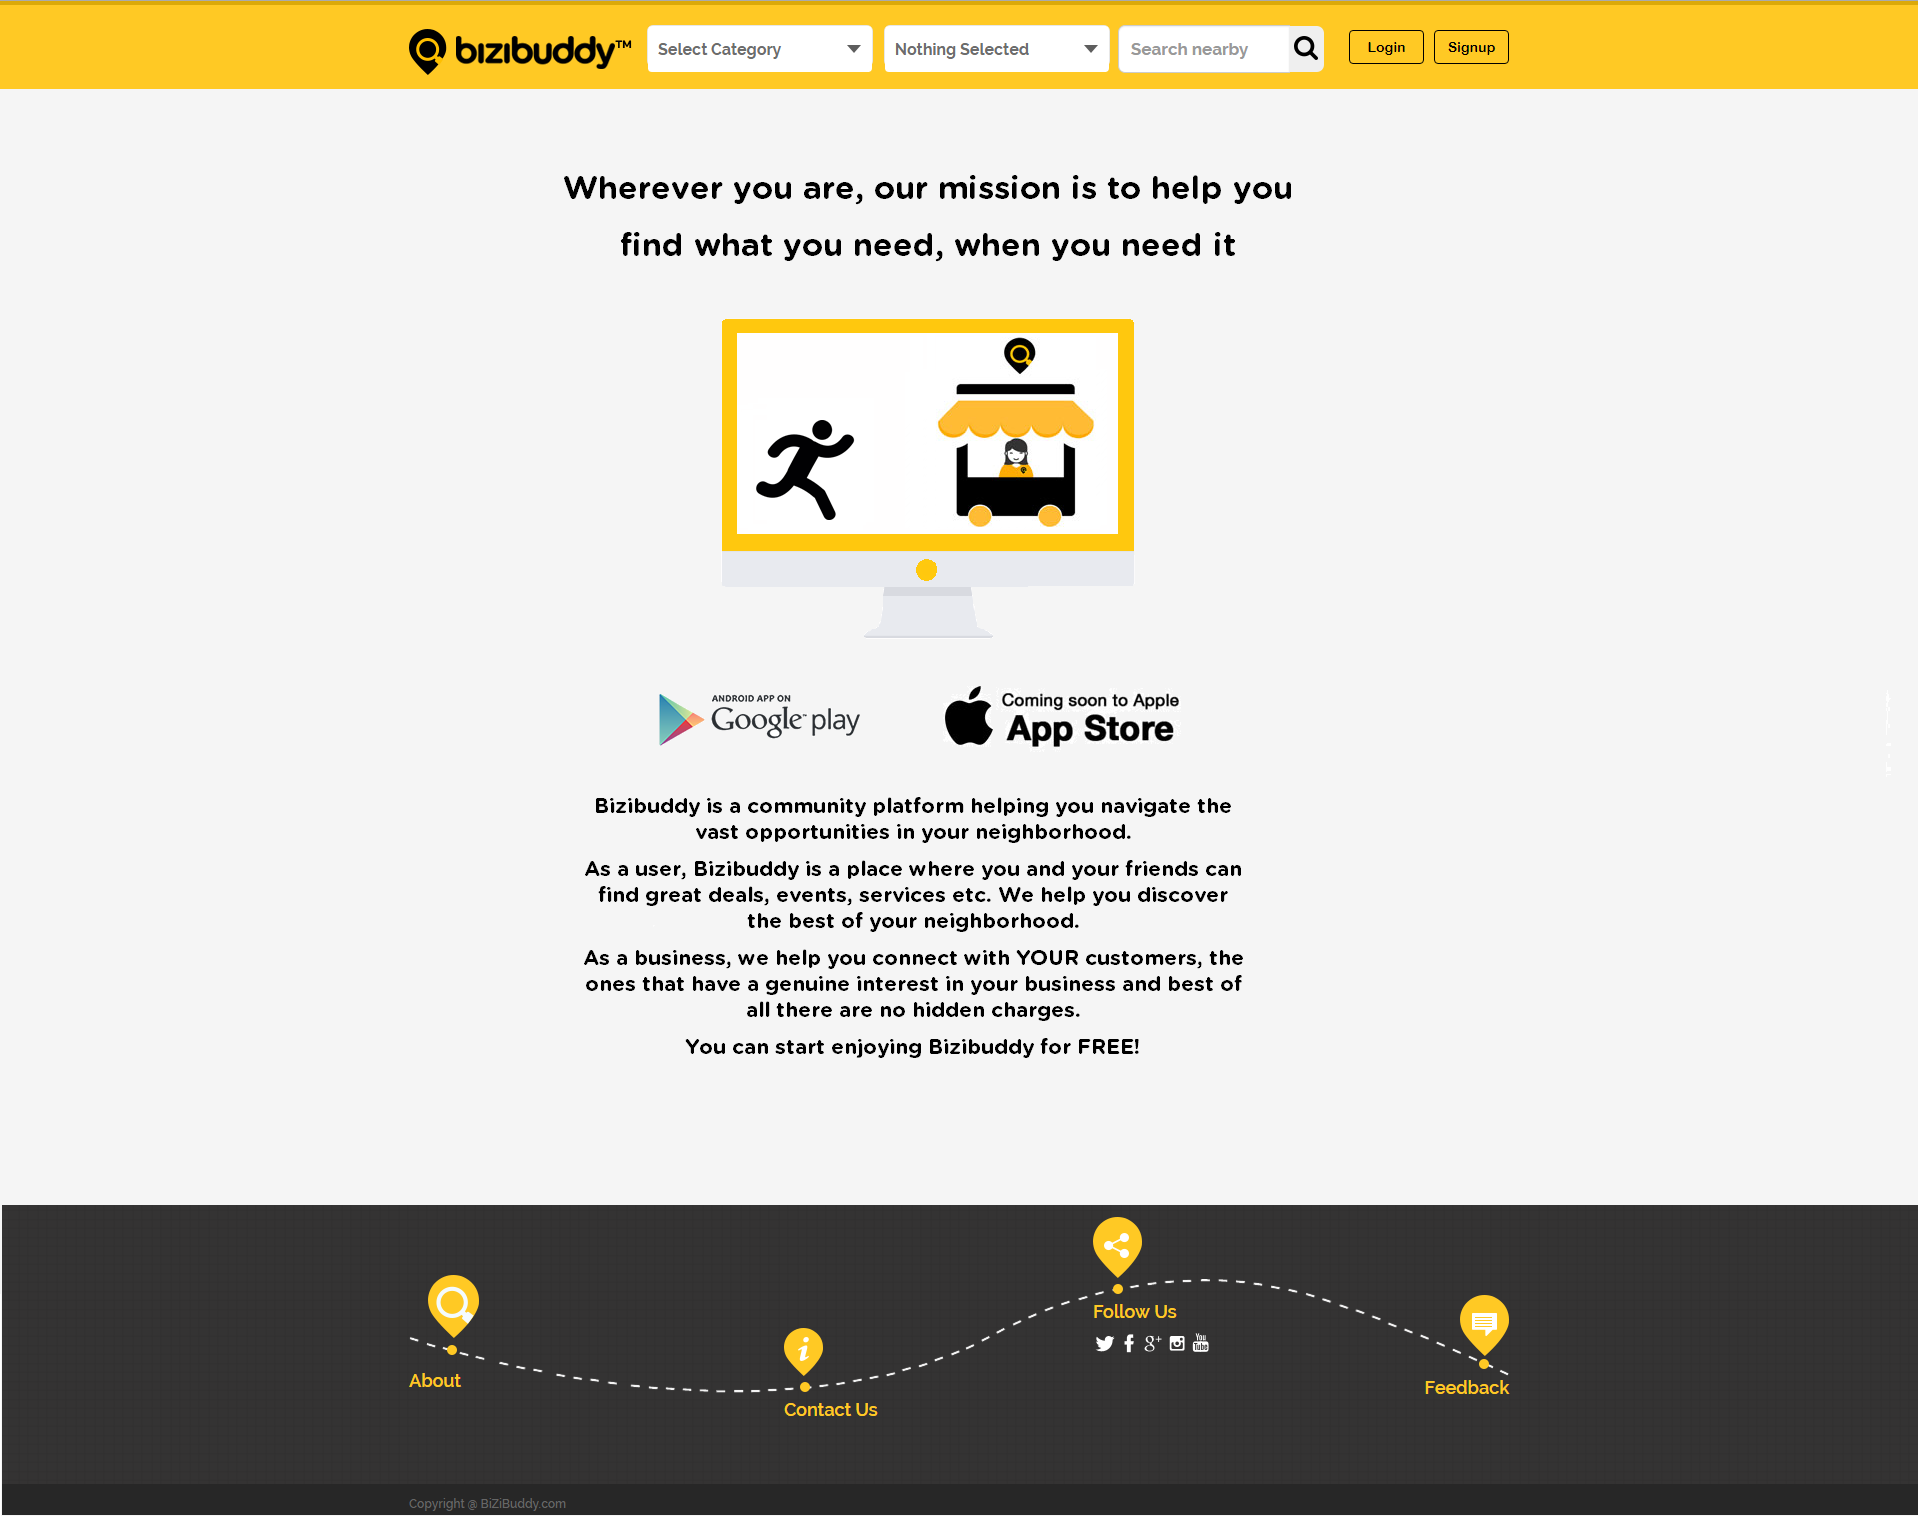 bizibuddy™
Select Category
Nothing Selected
Search nearby
Login
Signup
Wherever you are, our mission is to help you
find what you need, when you need it
ANDROID APP ON
Google™ play
Coming soon to Apple
App Store
Bizibuddy is a community platform helping you navigate the
vast opportunities in your neighborhood.
As a user, Bizibuddy is a place where you and your friends can
find great deals, events, services etc. We help you discover
the best of your neighborhood.
As a business, we help you connect with YOUR customers, the
ones that have a genuine interest in your business and best of
all there are no hidden charges.
You can start enjoying Bizibuddy for FREE!
About
Contact Us
Follow Us
You
Tube
Feedback
Copyright @ BiZiBuddy.com